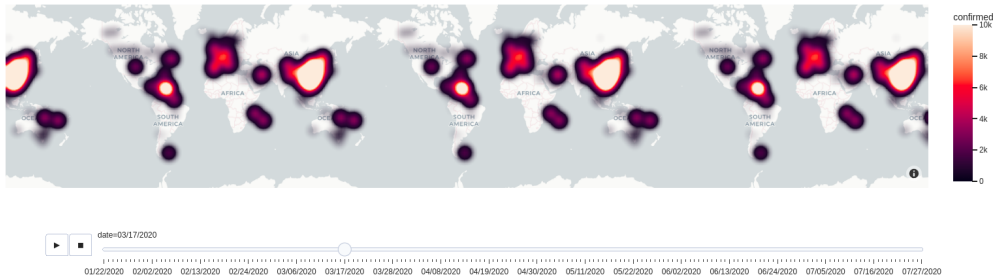 confirmed
10k
8k
6k
4k
2k
0
NORTH AMERICA
ASIA
AFRICA
SOUTH AMERICA
OCE
NORTH AMERICA
ASIA
AFRICA
SOUTH AMERICA
OCE
NORTH AMERICA
ASIA
AFRICA
SOUTH AMERICA
OCE
date=03/17/2020
01/22/2020 02/02/2020 02/13/2020 02/24/2020 03/06/2020 03/17/2020 03/28/2020 04/08/2020 04/19/2020 04/30/2020 05/11/2020 05/22/2020 06/02/2020 06/13/2020 06/24/2020 07/05/2020 07/16/2020 07/27/2020